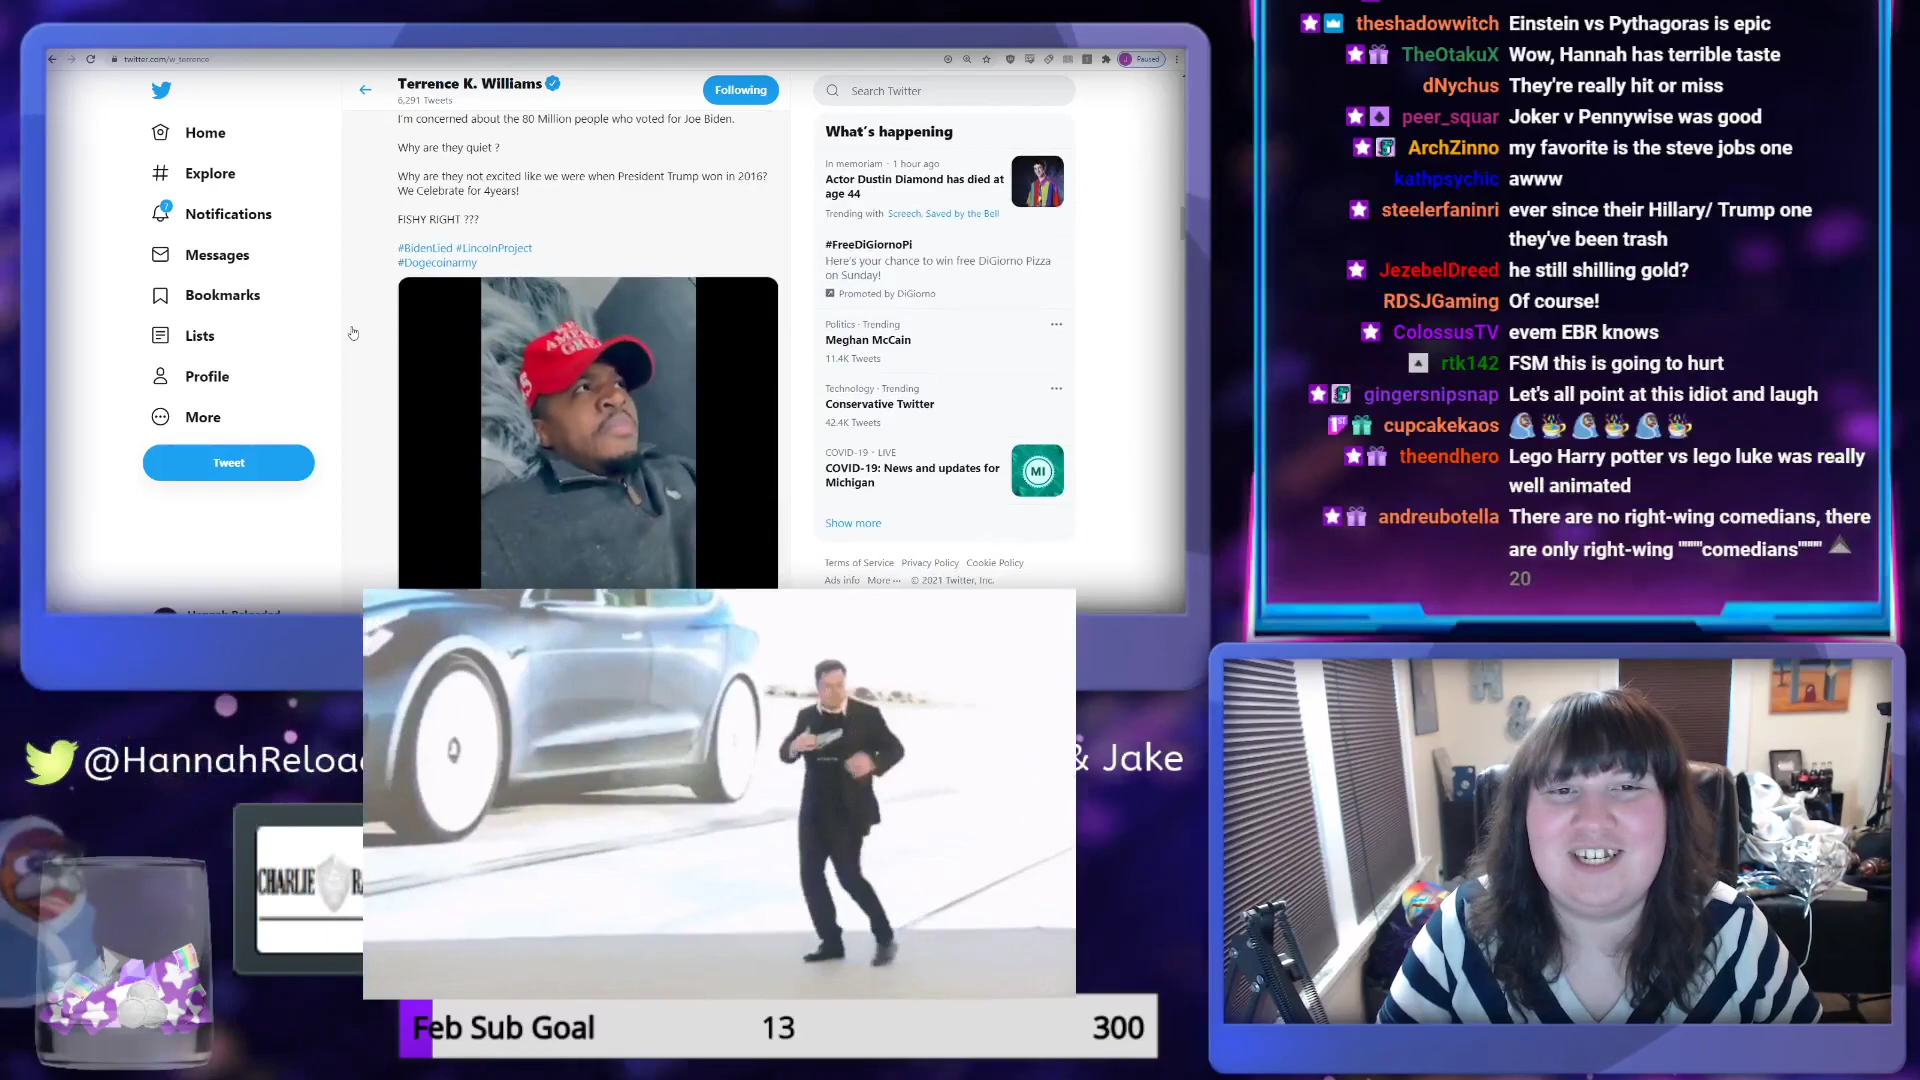 twitter.com/w_terrence
Paused
Terrence K. Williams
6,291 Tweets
Following
Search Twitter
Home
Explore
7
Notifications
Messages
Bookmarks
Lists
Profile
More
Tweet
I'm concerned about the 80 Million people who voted for Joe Biden.
Why are they quiet ?
Why are they not excited like we were when President Trump won in 2016?
We Celebrate for 4years!
FISHY RIGHT ???
#BidenLied #LincolnProject
#Dogecoinarmy
What's happening
In memoriam · 1 hour ago
Actor Dustin Diamond has died at
age 44
Trending with Screech, Saved by the Bell
#FreeDiGiornoPi
Here's your chance to win free DiGiorno Pizza
on Sunday!
Promoted by DiGiorno
Politics · Trending
Meghan McCain
11.4K Tweets
Technology · Trending
Conservative Twitter
42.4K Tweets
COVID-19 · LIVE
COVID-19: News and updates for
Michigan
MI
Show more
Terms of Service Privacy Policy Cookie Policy
Ads info More ··· © 2021 Twitter, Inc.
theshadowwitch Einstein vs Pythagoras is epic
TheOtakuX Wow, Hannah has terrible taste
dNychus They're really hit or miss
peer_squar Joker v Pennywise was good
ArchZinno my favorite is the steve jobs one
kathpsychic awww
steelerfaninri ever since their Hillary/ Trump one
they've been trash
JezebelDreed he still shilling gold?
RDSJGaming Of course!
ColossusTV evem EBR knows
rtk142 FSM this is going to hurt
gingersnipsnap Let's all point at this idiot and laugh
1ST cupcakekaos
theendhero Lego Harry potter vs lego luke was really
well animated
andreubotella There are no right-wing comedians, there
are only right-wing """"comedians""""
20
@HannahReloa
& Jake
CHARLIE
Feb Sub Goal 13 300